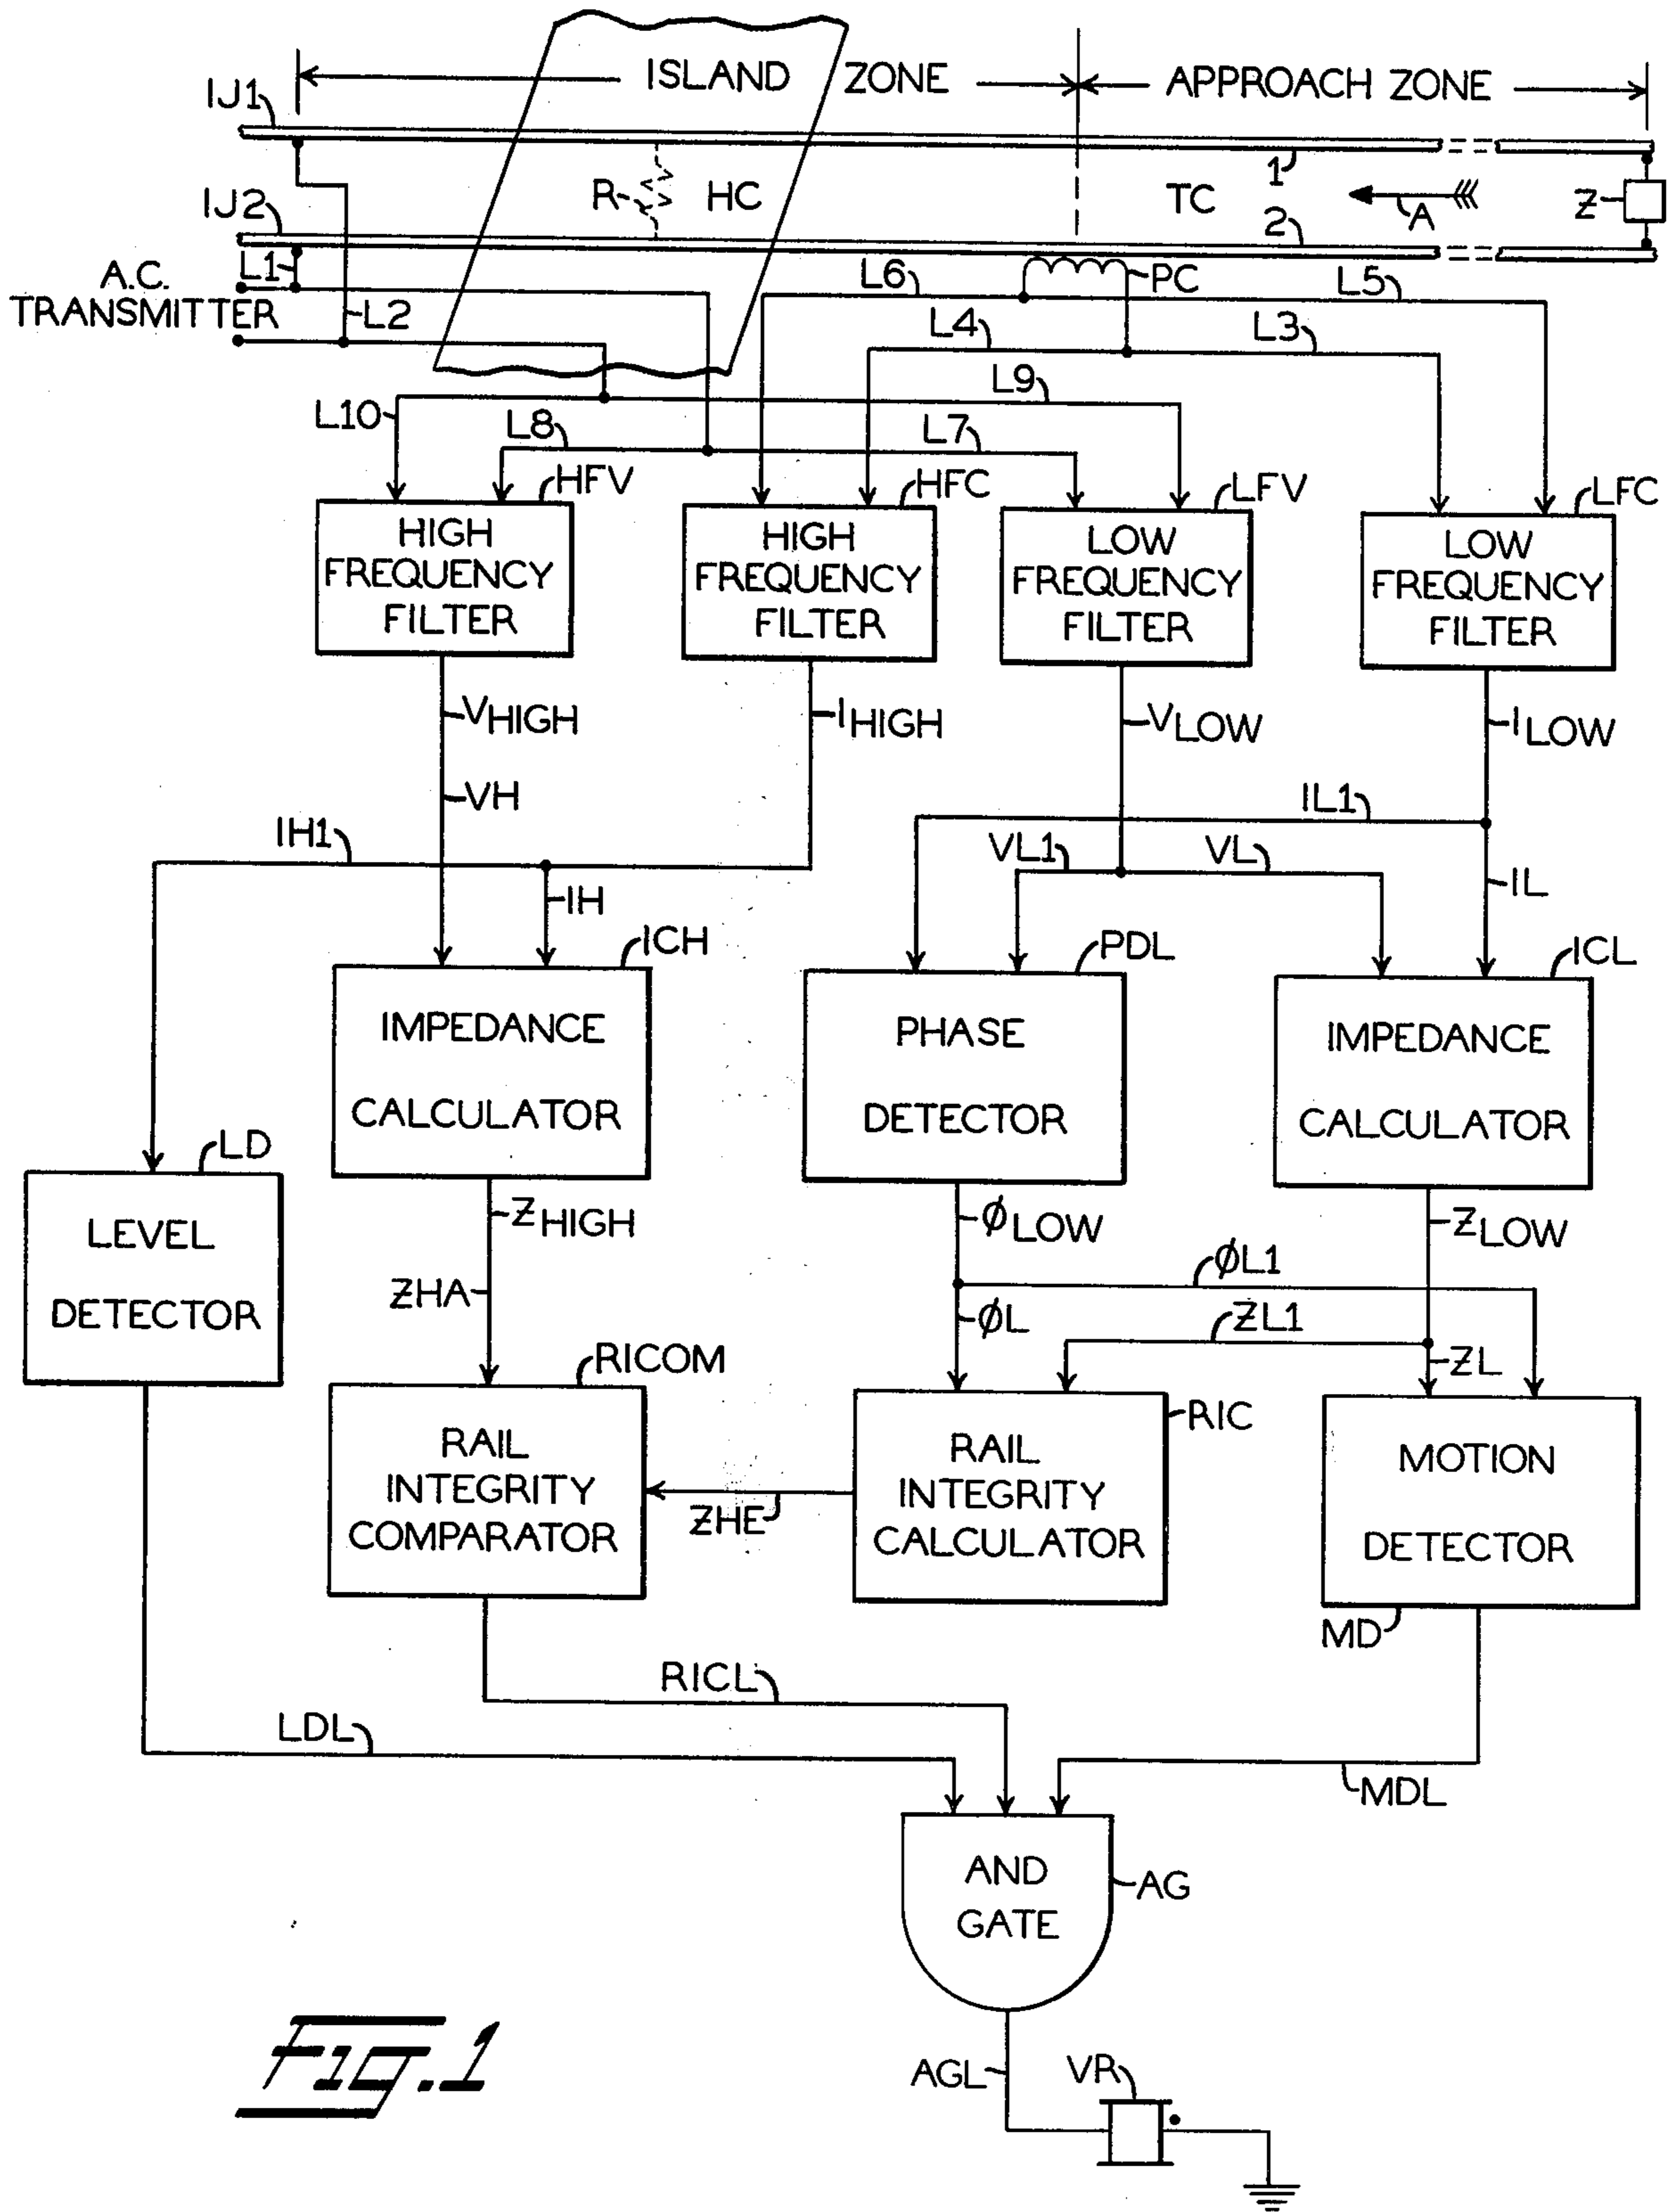 ISLAND ZONE
APPROACH ZONE
IJ1
1
R
HC
TC
A
Z
IJ2
2
L1
A.C.
TRANSMITTER
L2
L6
PC
L5
L4
L3
L9
L10
L8
L7
HFV
HFC
LFV
LFC
HIGH
FREQUENCY
FILTER
HIGH
FREQUENCY
FILTER
LOW
FREQUENCY
FILTER
LOW
FREQUENCY
FILTER
VHIGH
IHIGH
VLOW
ILOW
VH
IL1
IH1
VL1
VL
IL
IH
ICH
PDL
ICL
IMPEDANCE
CALCULATOR
PHASE
DETECTOR
IMPEDANCE
CALCULATOR
LD
LEVEL
DETECTOR
ZHIGH
ØLOW
ZLOW
ØL1
ZHA
ØL
ZL1
ZL
RICOM
RIC
RAIL
INTEGRITY
COMPARATOR
ZHE
RAIL
INTEGRITY
CALCULATOR
MOTION
DETECTOR
MD
RICL
LDL
MDL
AND
GATE
AG
AGL
VR
Fig.1